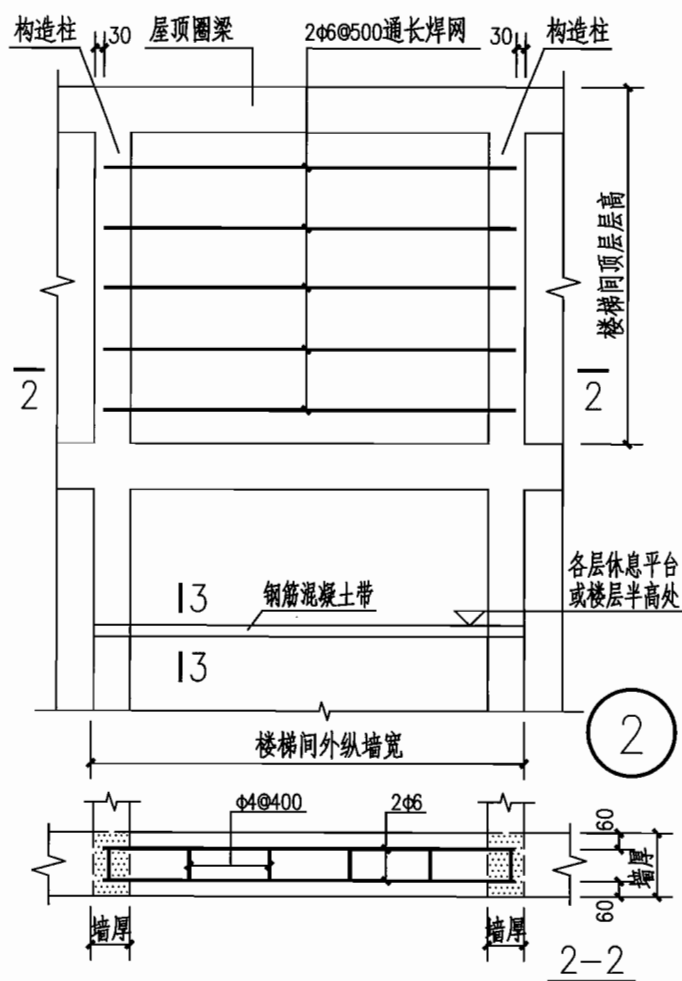 构造柱
30
屋顶圈梁
2ϕ6@500通长焊网
30
构造柱
楼梯间顶层层高
2
2
各层休息平台
或楼层半高处
3
钢筋混凝土带
3
2
楼梯间外纵墙宽
ϕ4@400
2ϕ6
60
墙厚
60
墙厚
墙厚
2-2